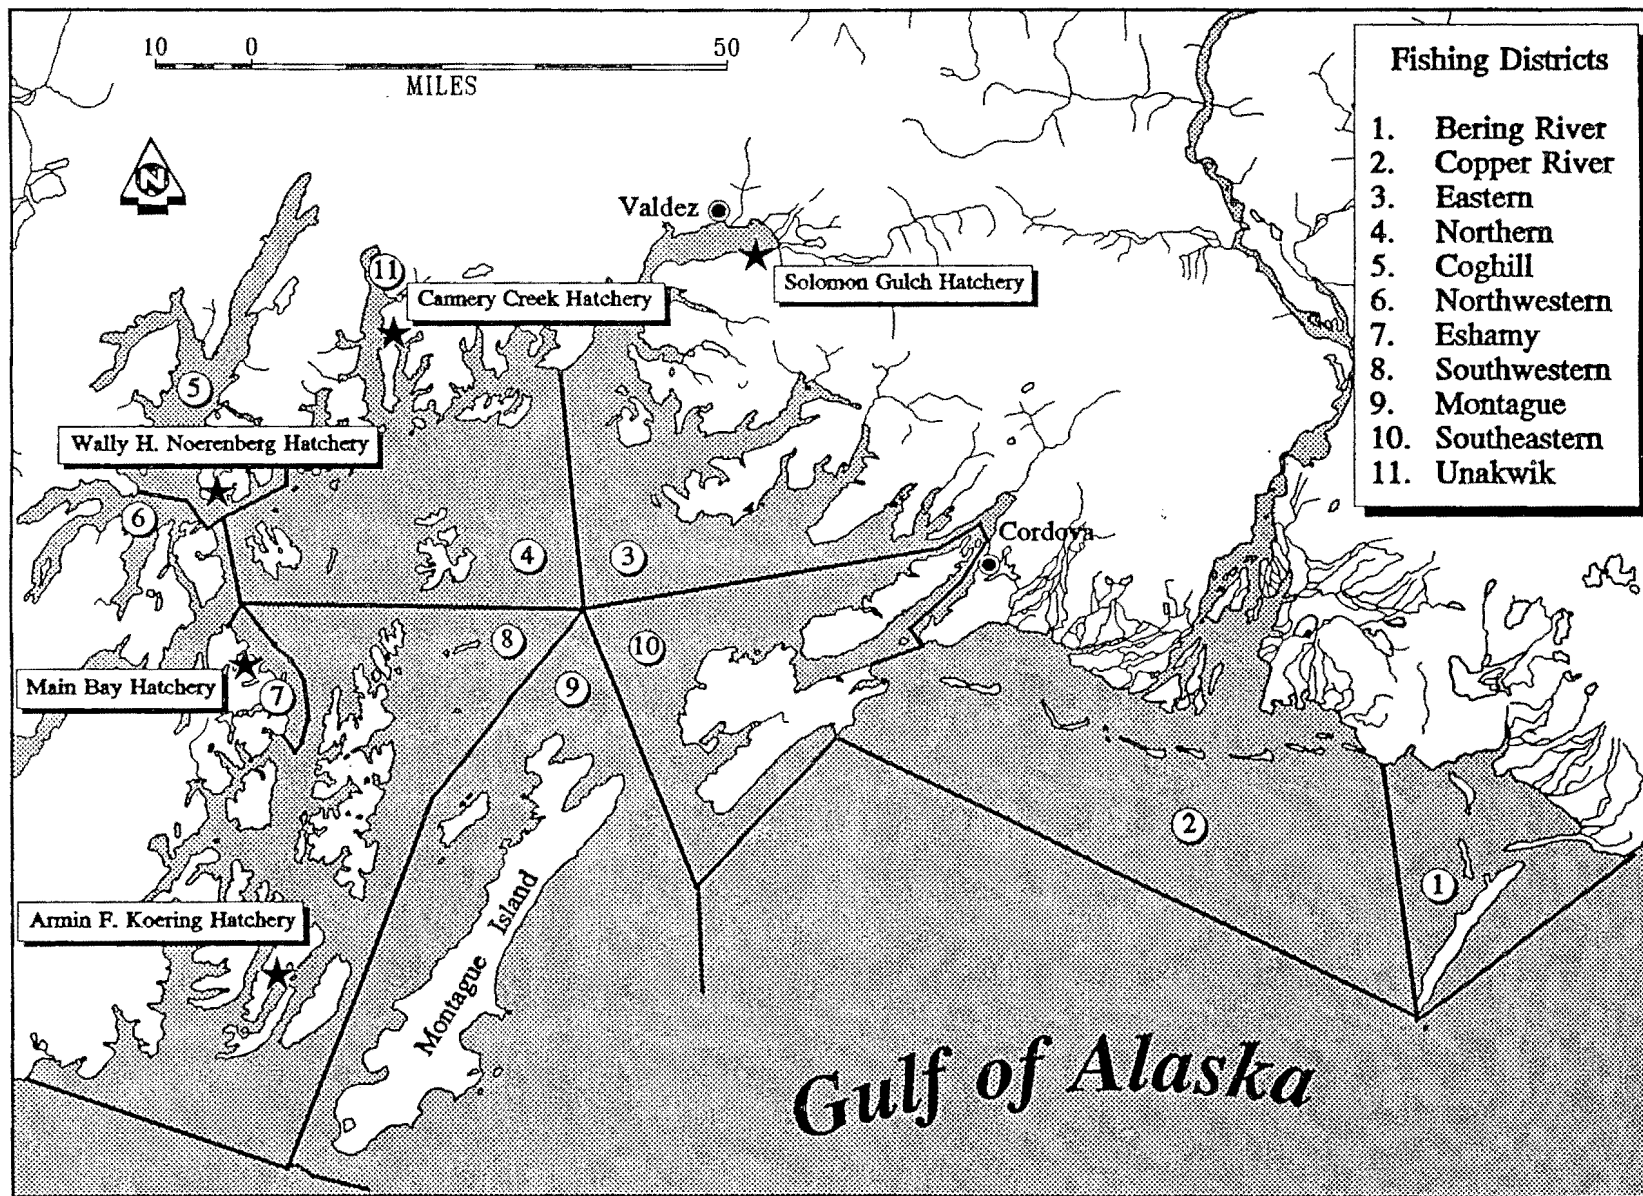 10 0 50
MILES
N
Fishing Districts
1. Bering River
2. Copper River
3. Eastern
4. Northern
5. Coghill
6. Northwestern
7. Eshamy
8. Southwestern
9. Montague
10. Southeastern
11. Unakwik
Valdez
11
Solomon Gulch Hatchery
Cannery Creek Hatchery
5
Wally H. Noerenberg Hatchery
6
Cordova
4
3
8
10
9
Main Bay Hatchery
7
2
1
Armin F. Koering Hatchery
Montague Island
Gulf of Alaska